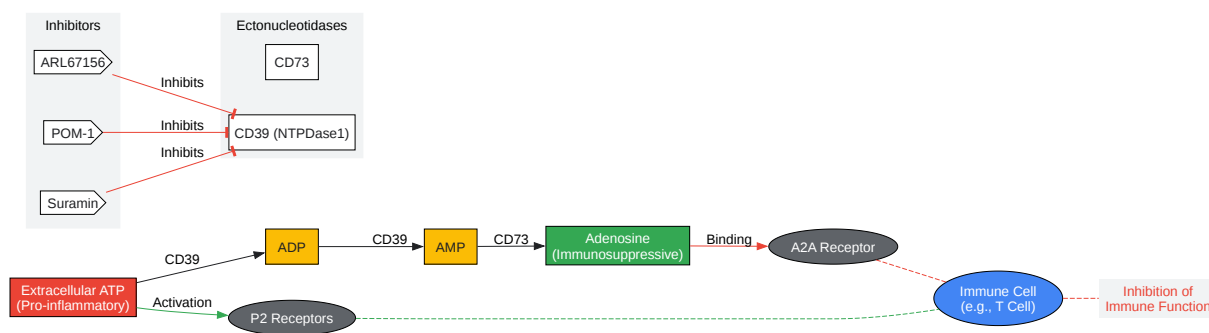 Inhibitors
Ectonucleotidases
ARL67156
CD73
Inhibits
POM-1
Inhibits
CD39 (NTPDase1)
Inhibits
Suramin
CD39
ADP
CD39
AMP
CD73
Adenosine
(Immunosuppressive)
Binding
A2A Receptor
Extracellular ATP
(Pro-inflammatory)
Activation
P2 Receptors
Immune Cell
(e.g., T Cell)
Inhibition of
Immune Function